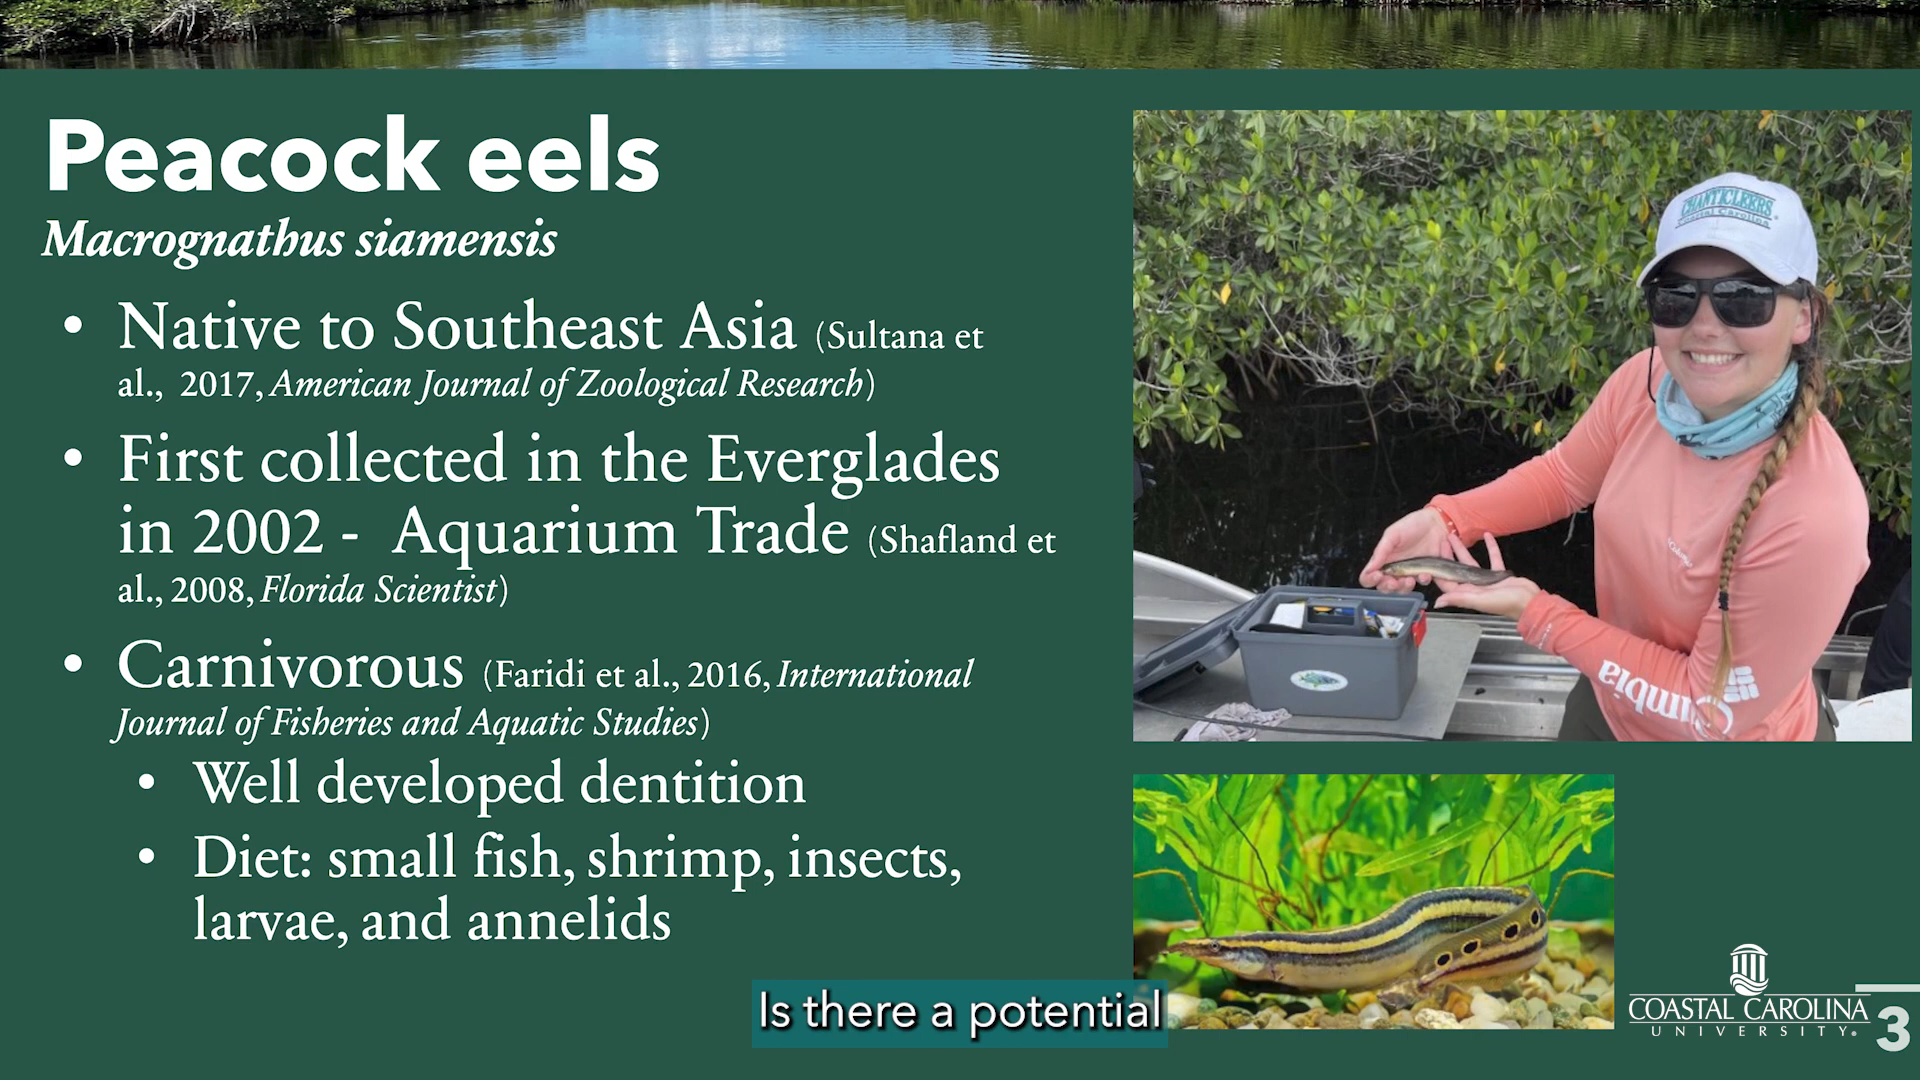 Peacock eels
Macrognathus siamensis
• Native to Southeast Asia (Sultana et
al., 2017, American Journal of Zoological Research)
• First collected in the Everglades
in 2002 - Aquarium Trade (Shafland et
al., 2008, Florida Scientist)
• Carnivorous (Faridi et al., 2016, International
Journal of Fisheries and Aquatic Studies)
• Well developed dentition
• Diet: small fish, shrimp, insects,
larvae, and annelids
CHANTICLEERS
Coastal Carolina
Columbia
Columbia
Is there a potential
COASTAL CAROLINA
UNIVERSITY.
3